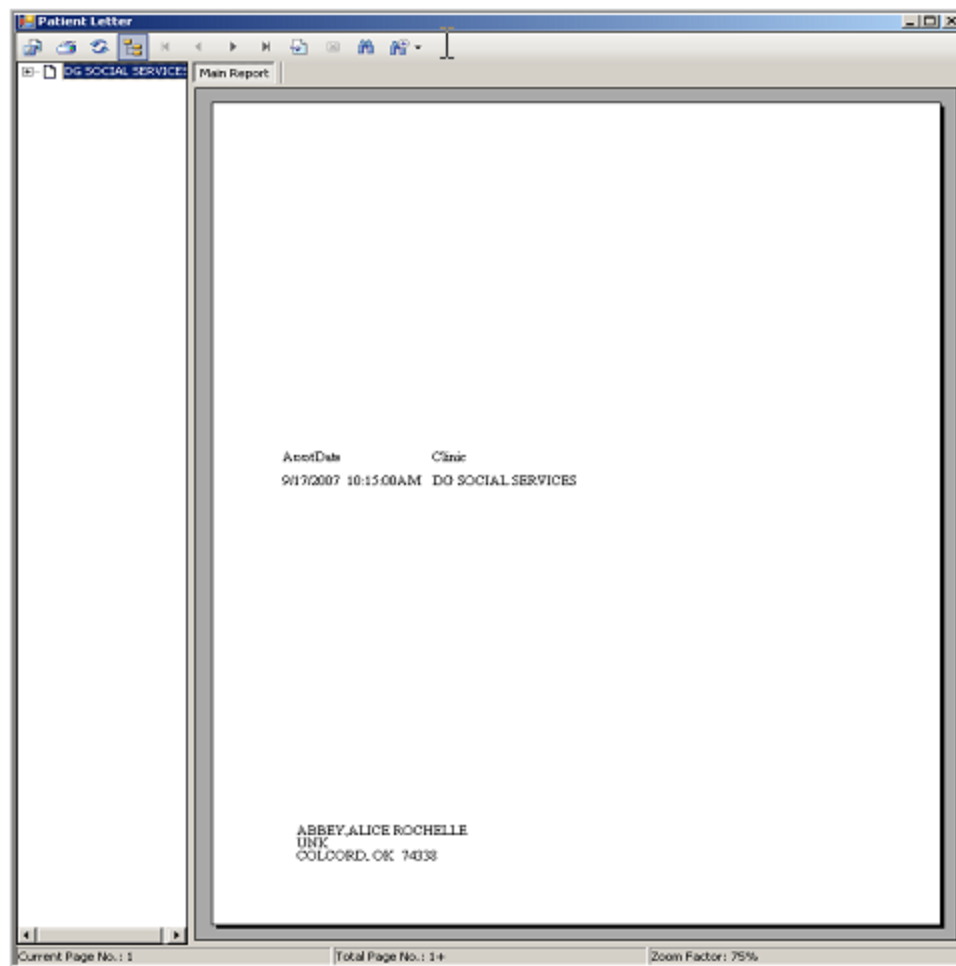 Patient Letter
DG SOCIAL SERVICES
Main Report
ApptDate Clinic
9/17/2007 10:15:00AM DG SOCIAL SERVICES
ABBEY,ALICE ROCHELLE
UNK
COLCORD, OK 74338
Current Page No.: 1 Total Page No.: 1+ Zoom Factor: 75%